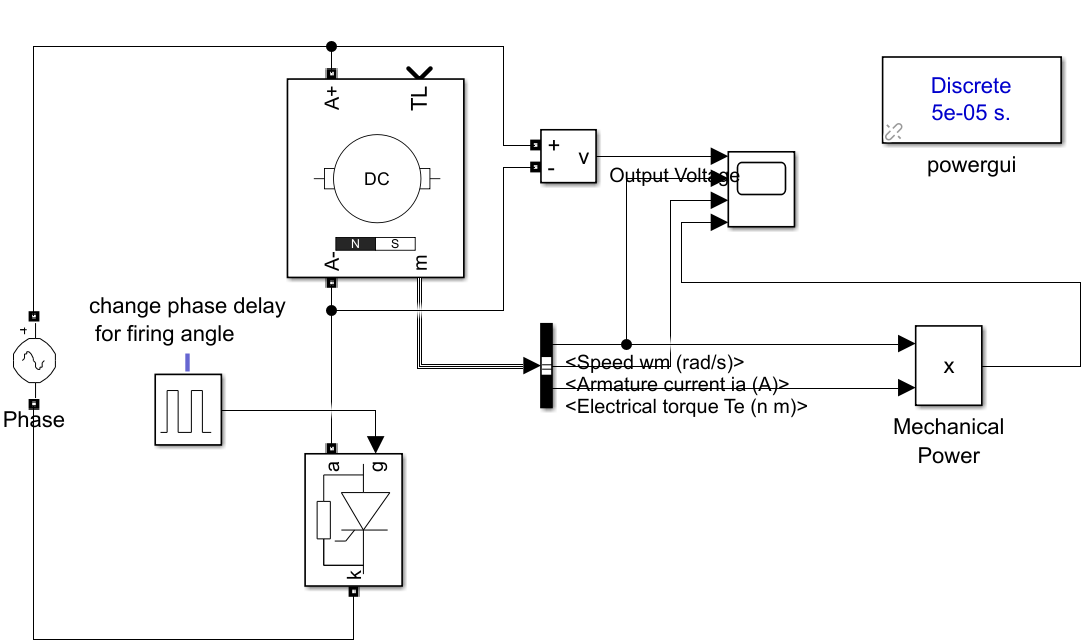 A+
TL
DC
N S
A-
m
+
-
v
Output Voltage
Discrete
5e-05 s.
powergui
change phase delay
for firing angle
+
Phase
<Speed wm (rad/s)>
<Armature current ia (A)>
<Electrical torque Te (n m)>
x
Mechanical
Power
a
g
k